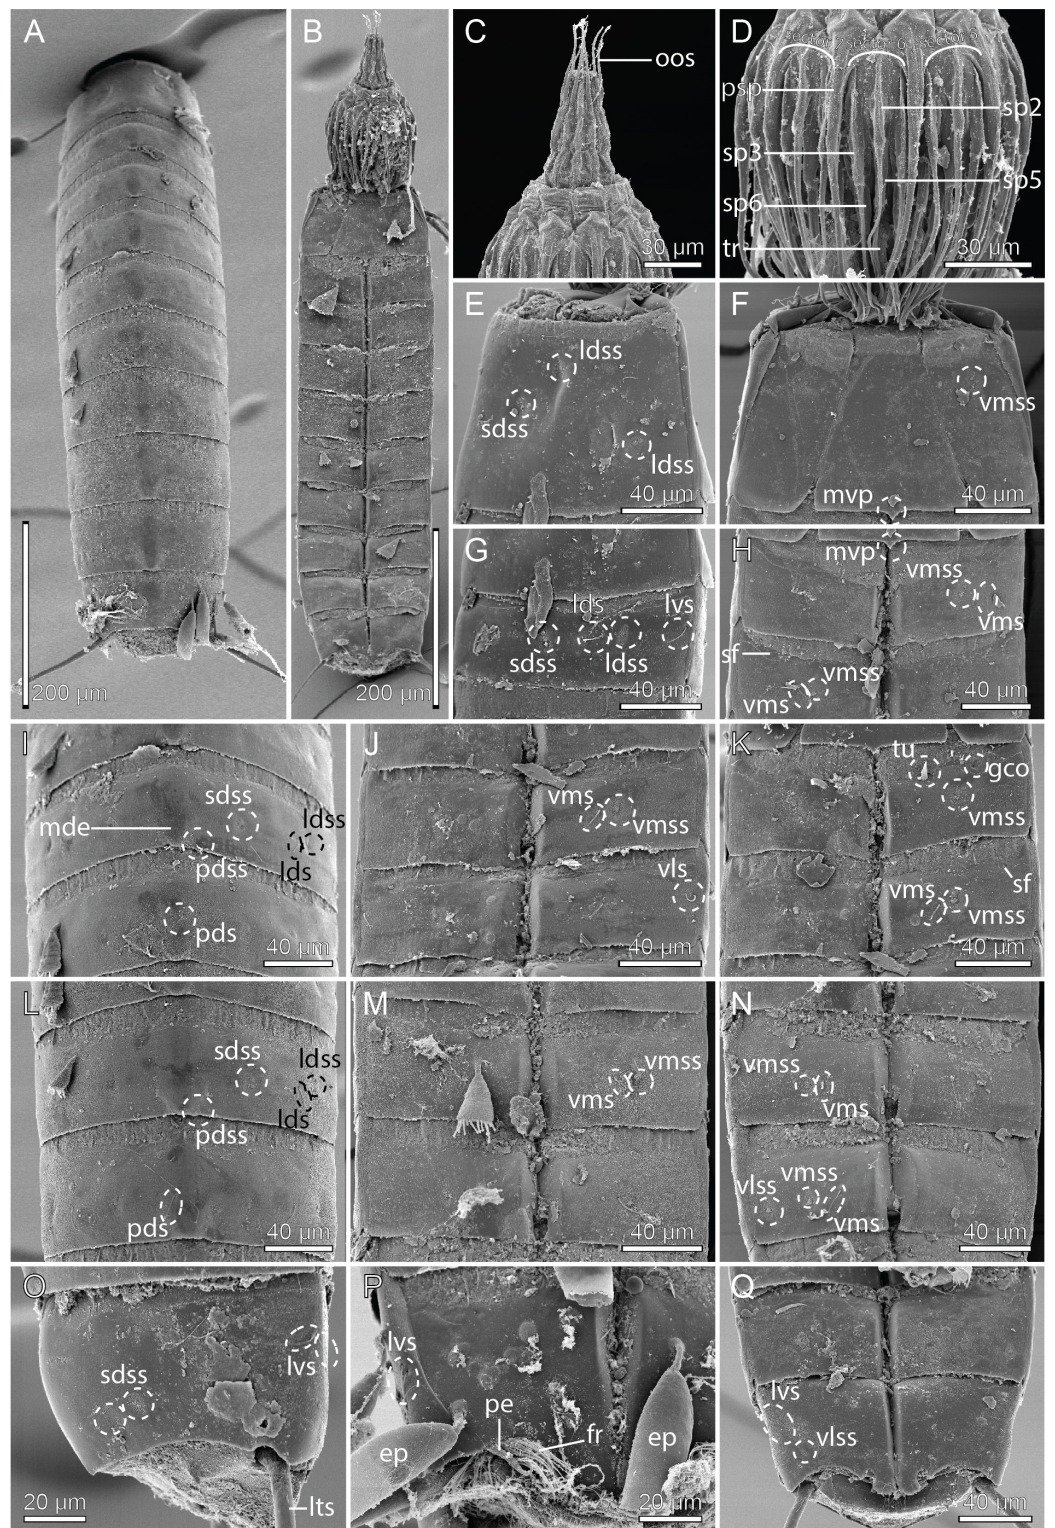 A
200 µm
B
200 µm
C
oos
30 µm
D
sector 7 sector 6 sector 5
psp
sp2
sp3
sp5
sp6
tr
30 µm
E
ldss
sdss
ldss
40 µm
F
vmss
mvp
40 µm
G
lds
lvs
sdss
ldss
40 µm
H
mvp
vmss
vms
sf
vmss
vms
40 µm
I
sdss
ldss
mde
pdss
lds
pds
40 µm
J
vms
vmss
vls
40 µm
K
tu
gco
vmss
sf
vms
vmss
40 µm
L
sdss
ldss
lds
pdss
pds
40 µm
M
vmss
vms
40 µm
N
vmss
vms
vmss
vlss
vms
40 µm
O
lvs
sdss
lts
20 µm
P
lvs
pe
fr
ep
ep
20 µm
Q
lvs
vlss
40 µm